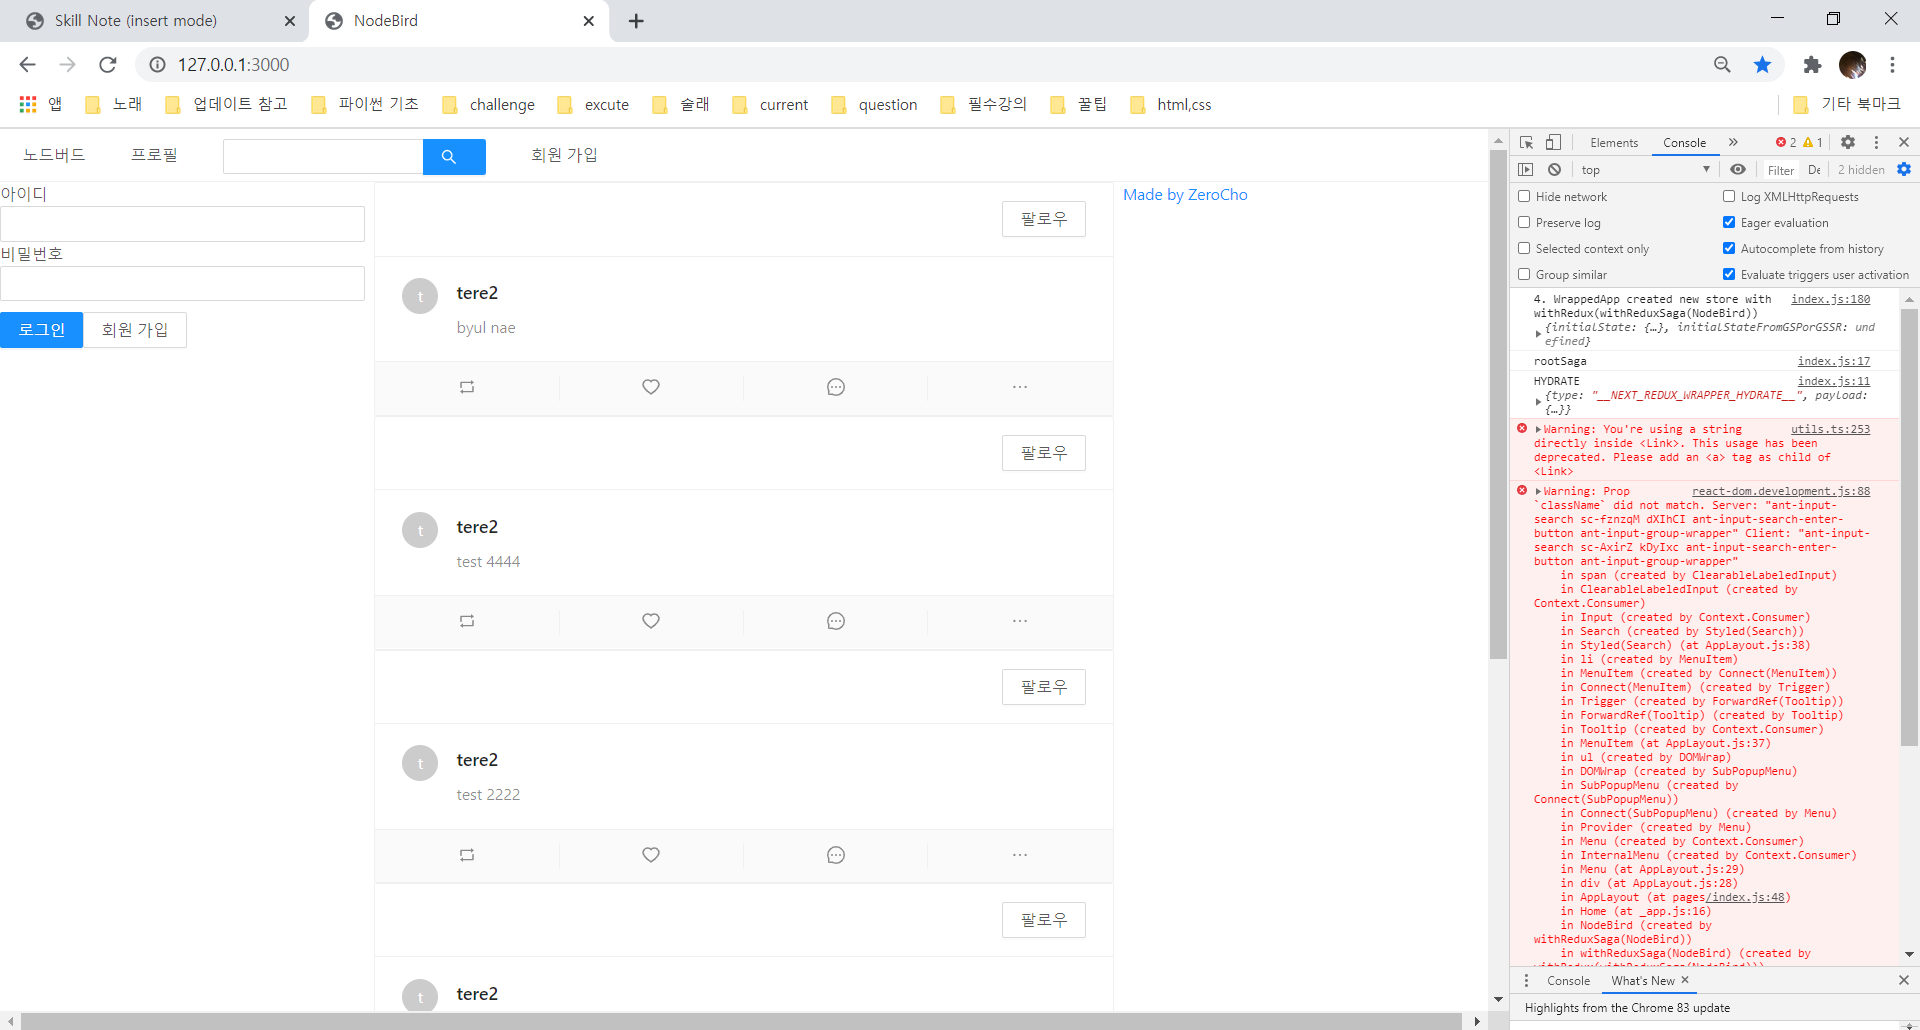 Skill Note (insert mode)
NodeBird
127.0.0.1:3000
앱
노래
업데이트 참고
파이썬 기초
challenge
excute
술래
current
question
필수강의
꿀팁
html,css
기타 북마크
노드버드
프로필
회원 가입
아이디
비밀번호
로그인
회원 가입
팔로우
t
tere2
byul nae
팔로우
t
tere2
test 4444
팔로우
t
tere2
test 2222
팔로우
t
tere2
Made by ZeroCho
Elements
Console
2
1
top
Filter
De
2 hidden
Hide network
Log XMLHttpRequests
Preserve log
Eager evaluation
Selected context only
Autocomplete from history
Group similar
Evaluate triggers user activation
4. WrappedApp created new store with index.js:180
withRedux(withReduxSaga(NodeBird))
{initialState: {…}, initialStateFromGSPorGSSR: und
efined}
rootSaga index.js:17
HYDRATE index.js:11
{type: "__NEXT_REDUX_WRAPPER_HYDRATE__", payload:
{…}}
Warning: You're using a string utils.ts:253
directly inside <Link>. This usage has been
deprecated. Please add an <a> tag as child of
<Link>
Warning: Prop react-dom.development.js:88
`className` did not match. Server: "ant-input-
search sc-fznzqM dXIhCI ant-input-search-enter-
button ant-input-group-wrapper" Client: "ant-input-
search sc-AxirZ kDyIxc ant-input-search-enter-
button ant-input-group-wrapper"
in span (created by ClearableLabeledInput)
in ClearableLabeledInput (created by
Context.Consumer)
in Input (created by Context.Consumer)
in Search (created by Styled(Search))
in Styled(Search) (at AppLayout.js:38)
in li (created by MenuItem)
in MenuItem (created by Connect(MenuItem))
in Connect(MenuItem) (created by Trigger)
in Trigger (created by ForwardRef(Tooltip))
in ForwardRef(Tooltip) (created by Tooltip)
in Tooltip (created by Context.Consumer)
in MenuItem (at AppLayout.js:37)
in ul (created by DOMWrap)
in DOMWrap (created by SubPopupMenu)
in SubPopupMenu (created by
Connect(SubPopupMenu))
in Connect(SubPopupMenu) (created by Menu)
in Provider (created by Menu)
in Menu (created by Context.Consumer)
in InternalMenu (created by Context.Consumer)
in Menu (at AppLayout.js:29)
in div (at AppLayout.js:28)
in AppLayout (at pages/index.js:48)
in Home (at _app.js:16)
in NodeBird (created by
withReduxSaga(NodeBird))
in withReduxSaga(NodeBird) (created by
withRedux(withReduxSaga(NodeBird)))
Console
What's New
Highlights from the Chrome 83 update